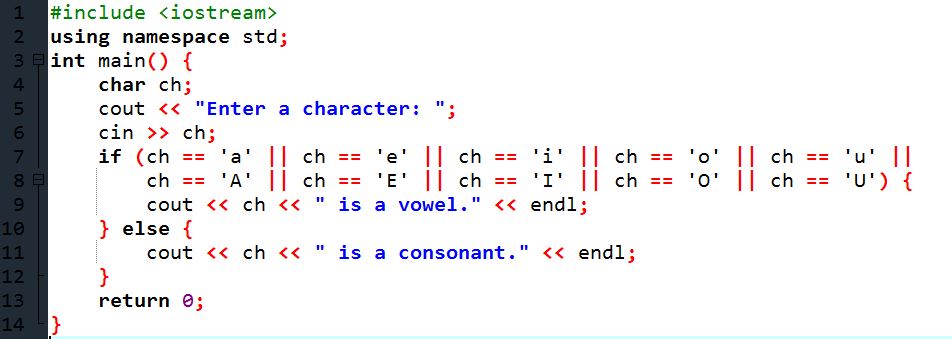 1 #include <iostream>
2 using namespace std;
3 int main() {
4 char ch;
5 cout << "Enter a character: ";
6 cin >> ch;
7 if (ch == 'a' || ch == 'e' || ch == 'i' || ch == 'o' || ch == 'u' ||
8 ch == 'A' || ch == 'E' || ch == 'I' || ch == 'O' || ch == 'U') {
9 cout << ch << " is a vowel." << endl;
10 } else {
11 cout << ch << " is a consonant." << endl;
12 }
13 return 0;
14 }